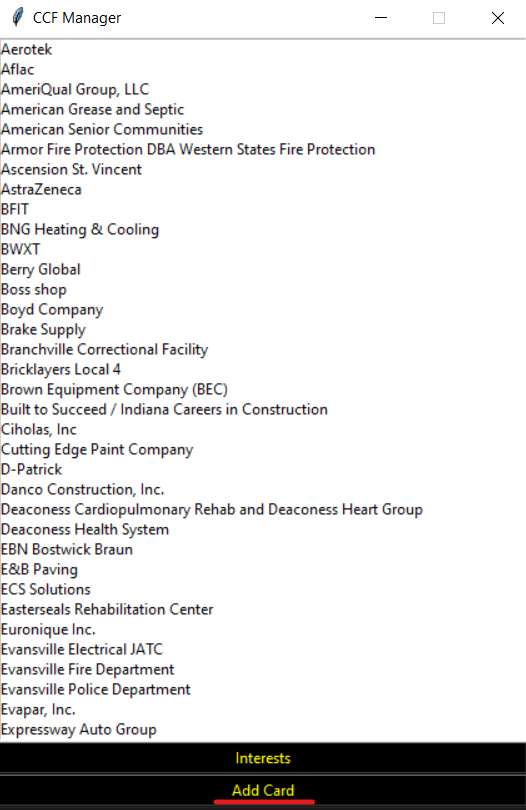 CCF Manager
Aerotek
Aflac
AmeriQual Group, LLC
American Grease and Septic
American Senior Communities
Armor Fire Protection DBA Western States Fire Protection
Ascension St. Vincent
AstraZeneca
BFIT
BNG Heating & Cooling
BWXT
Berry Global
Boss shop
Boyd Company
Brake Supply
Branchville Correctional Facility
Bricklayers Local 4
Brown Equipment Company (BEC)
Built to Succeed / Indiana Careers in Construction
Ciholas, Inc
Cutting Edge Paint Company
D-Patrick
Danco Construction, Inc.
Deaconess Cardiopulmonary Rehab and Deaconess Heart Group
Deaconess Health System
EBN Bostwick Braun
E&B Paving
ECS Solutions
Easterseals Rehabilitation Center
Euronique Inc.
Evansville Electrical JATC
Evansville Fire Department
Evansville Police Department
Evapar, Inc.
Expressway Auto Group
Interests
Add Card